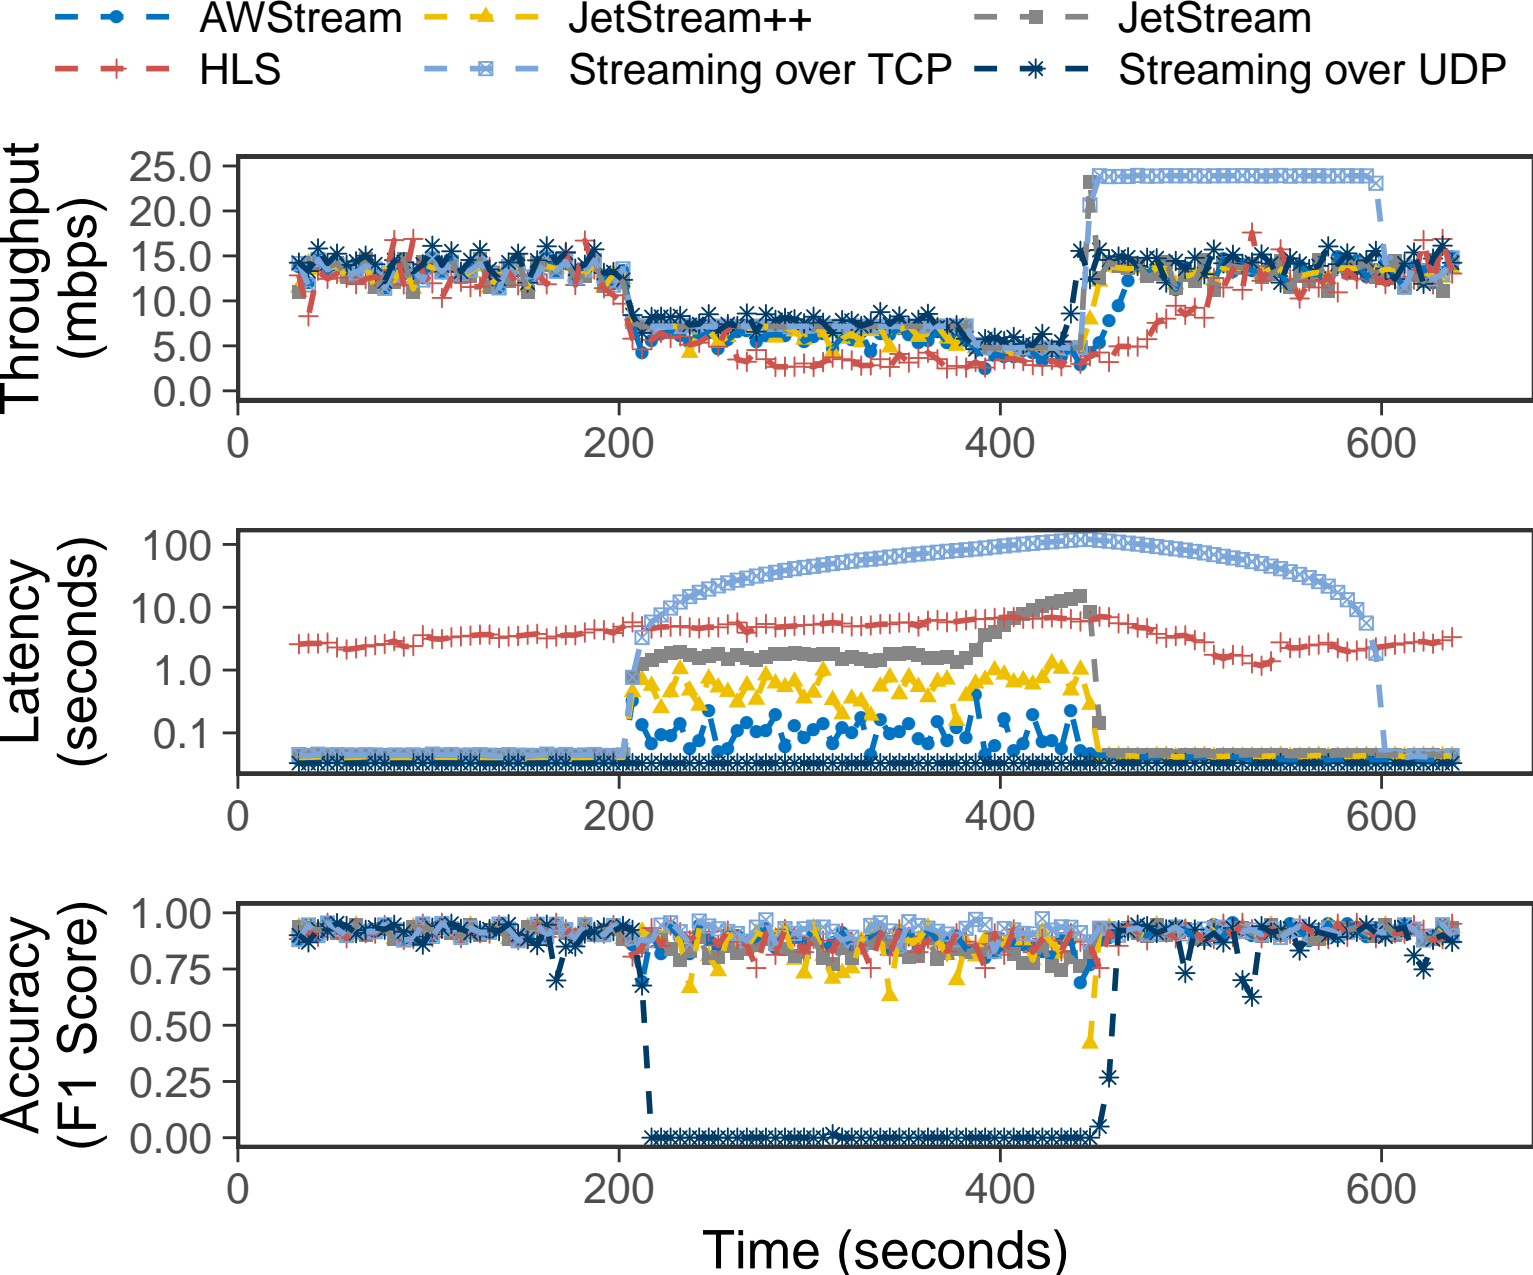 AWStream JetStream++ JetStream
HLS Streaming over TCP Streaming over UDP
Throughput
(mbps)
25.0
20.0
15.0
10.0
5.0
0.0
0 200 400 600
Latency
(seconds)
100
10.0
1.0
0.1
0 200 400 600
Accuracy
(F1 Score)
1.00
0.75
0.50
0.25
0.00
0 200 400 600
Time (seconds)